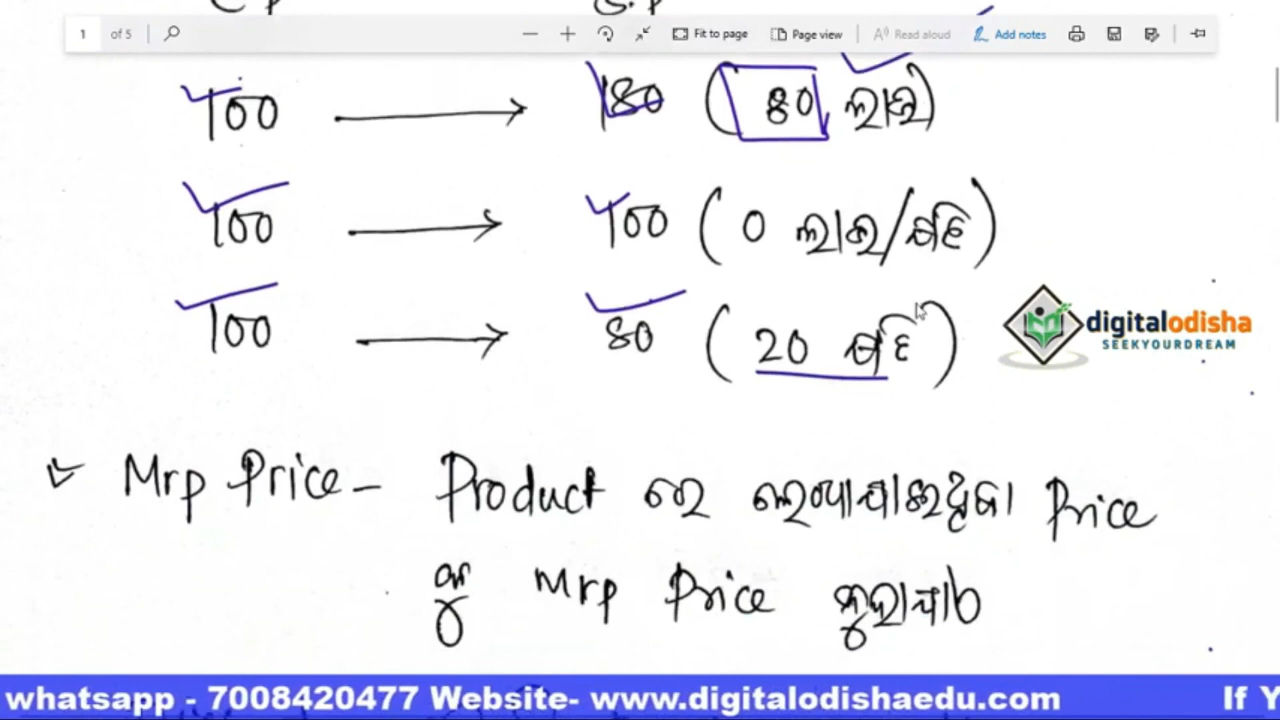 C.P S.P
1 of 5 Fit to page Page view Read aloud Add notes
100 → 180 (80 ଲାଭ)
100 → 100 (0 ଲାଭ/କ୍ଷତି)
100 → 80 (20 କ୍ଷତି)
digitalodisha
SEEKYOURDREAM
Mrp Price - Product ରେ ଲେଖାଯାଇଥିବା Price
କୁ Mrp Price କୁହାଯାଏ
whatsapp - 7008420477 Website- www.digitalodishaedu.com If Y